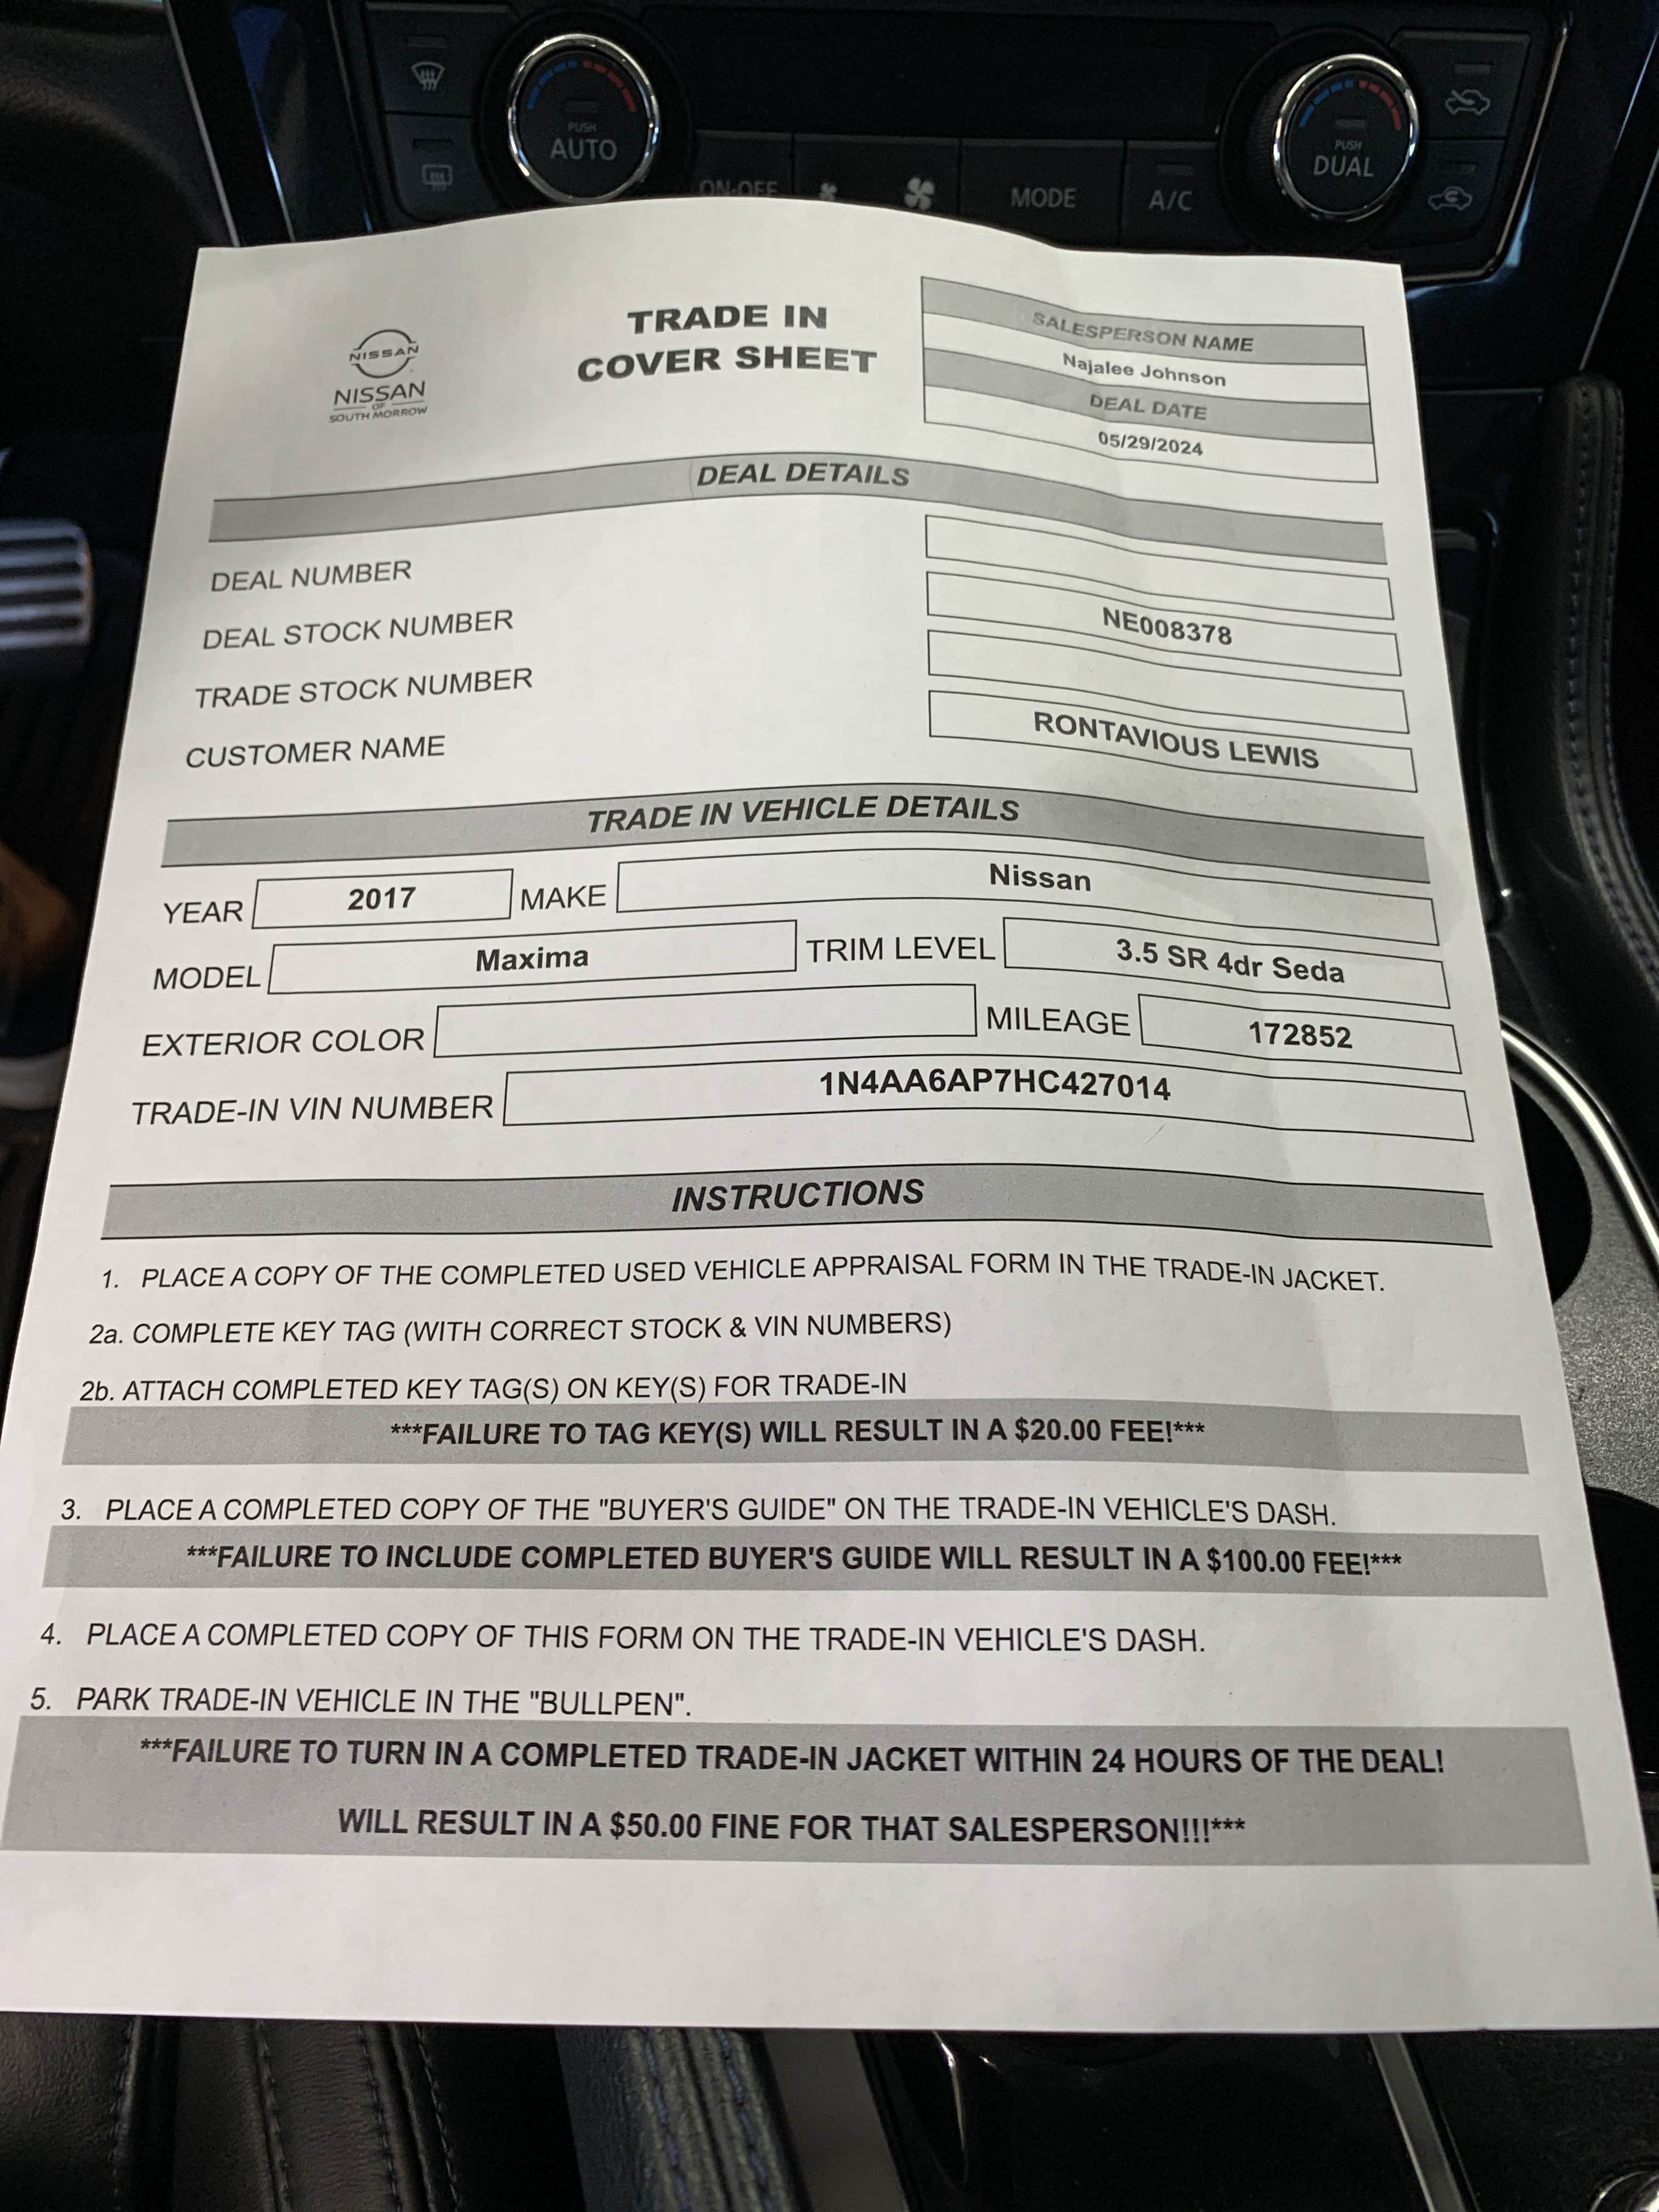 PUSH
AUTO
ON·OFF
MODE
A/C
PUSH
DUAL
NISSAN
NISSAN
OF
SOUTH MORROW
TRADE IN
COVER SHEET
SALESPERSON NAME
Najalee Johnson
DEAL DATE
05/29/2024
DEAL DETAILS
DEAL NUMBER
DEAL STOCK NUMBER NE008378
TRADE STOCK NUMBER
CUSTOMER NAME RONTAVIOUS LEWIS
TRADE IN VEHICLE DETAILS
YEAR 2017 MAKE Nissan
MODEL Maxima TRIM LEVEL 3.5 SR 4dr Seda
EXTERIOR COLOR MILEAGE 172852
TRADE-IN VIN NUMBER 1N4AA6AP7HC427014
INSTRUCTIONS
1. PLACE A COPY OF THE COMPLETED USED VEHICLE APPRAISAL FORM IN THE TRADE-IN JACKET.
2a. COMPLETE KEY TAG (WITH CORRECT STOCK & VIN NUMBERS)
2b. ATTACH COMPLETED KEY TAG(S) ON KEY(S) FOR TRADE-IN
***FAILURE TO TAG KEY(S) WILL RESULT IN A $20.00 FEE!***
3. PLACE A COMPLETED COPY OF THE "BUYER'S GUIDE" ON THE TRADE-IN VEHICLE'S DASH.
***FAILURE TO INCLUDE COMPLETED BUYER'S GUIDE WILL RESULT IN A $100.00 FEE!***
4. PLACE A COMPLETED COPY OF THIS FORM ON THE TRADE-IN VEHICLE'S DASH.
5. PARK TRADE-IN VEHICLE IN THE "BULLPEN".
***FAILURE TO TURN IN A COMPLETED TRADE-IN JACKET WITHIN 24 HOURS OF THE DEAL!
WILL RESULT IN A $50.00 FINE FOR THAT SALESPERSON!!!***